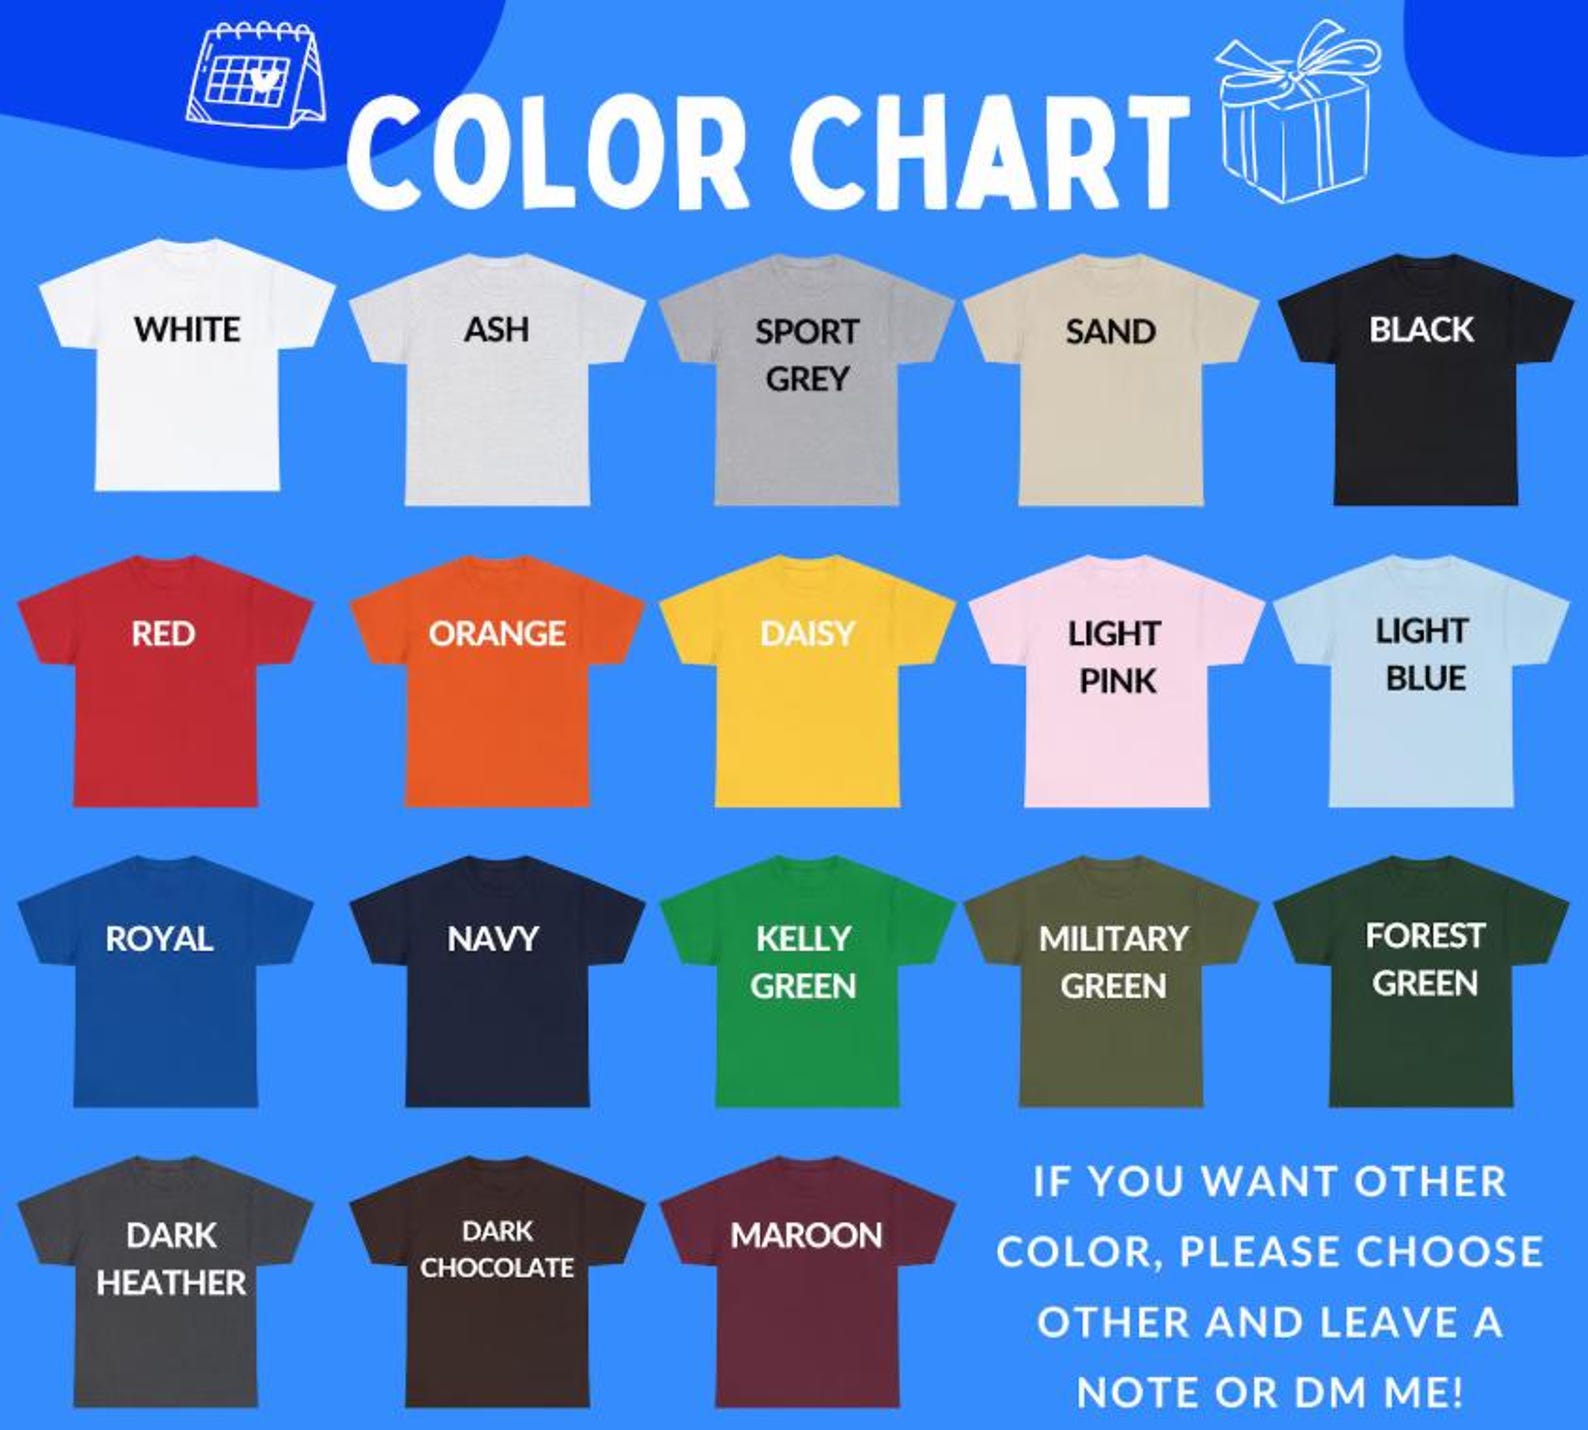 COLOR CHART
WHITE
ASH
SPORT
GREY
SAND
BLACK
RED
ORANGE
DAISY
LIGHT
PINK
LIGHT
BLUE
ROYAL
NAVY
KELLY
GREEN
MILITARY
GREEN
FOREST
GREEN
DARK
HEATHER
DARK
CHOCOLATE
MAROON
IF YOU WANT OTHER
COLOR, PLEASE CHOOSE
OTHER AND LEAVE A
NOTE OR DM ME!